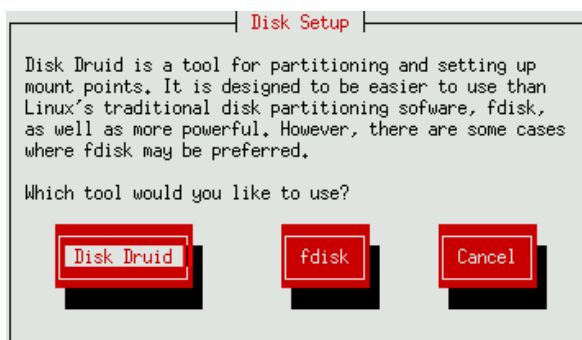 Disk Setup
Disk Druid is a tool for partitioning and setting up
mount points. It is designed to be easier to use than
Linux's traditional disk partitioning sofware, fdisk,
as well as more powerful. However, there are some cases
where fdisk may be preferred.
Which tool would you like to use?
Disk Druid fdisk Cancel